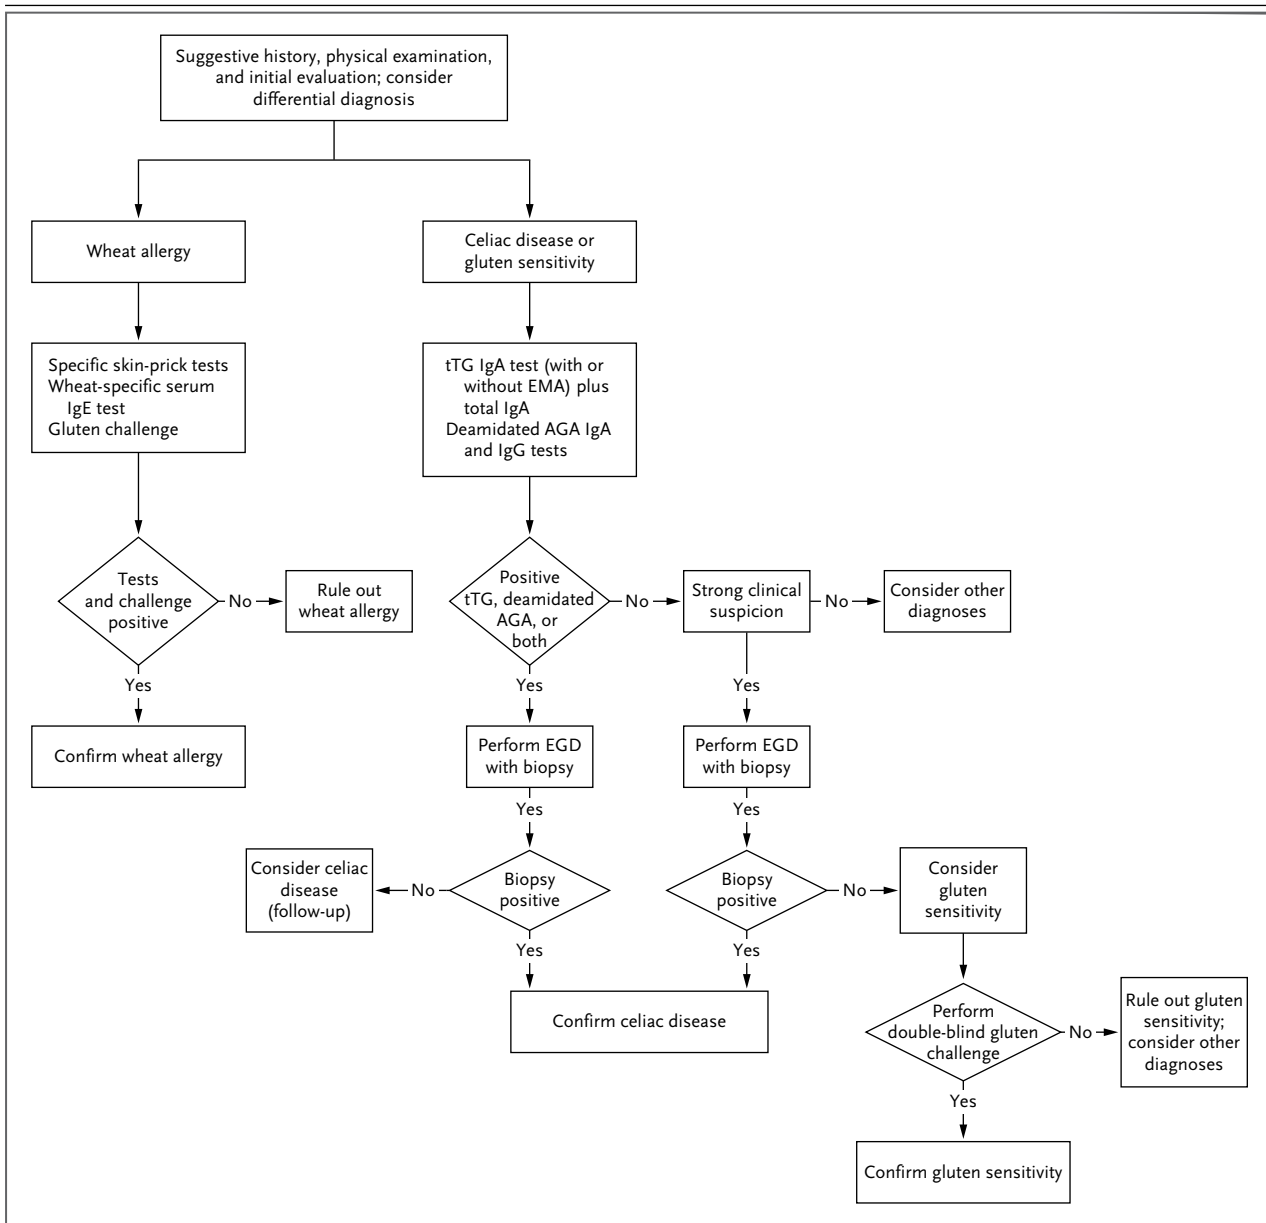 Suggestive history, physical examination,
and initial evaluation; consider
differential diagnosis
Wheat allergy
Celiac disease or
gluten sensitivity
Specific skin-prick tests
Wheat-specific serum
IgE test
Gluten challenge
tTG IgA test (with or
without EMA) plus
total IgA
Deamidated AGA IgA
and IgG tests
Tests
and challenge
positive
No
Rule out
wheat allergy
Positive
tTG, deamidated
AGA, or
both
No
Strong clinical
suspicion
No
Consider other
diagnoses
Yes
Yes
Yes
Confirm wheat allergy
Perform EGD
with biopsy
Perform EGD
with biopsy
Yes
Yes
Consider celiac
disease
(follow-up)
No
Biopsy
positive
Biopsy
positive
No
Consider
gluten
sensitivity
Yes
Yes
Confirm celiac disease
Perform
double-blind gluten
challenge
No
Rule out gluten
sensitivity;
consider other
diagnoses
Yes
Confirm gluten sensitivity